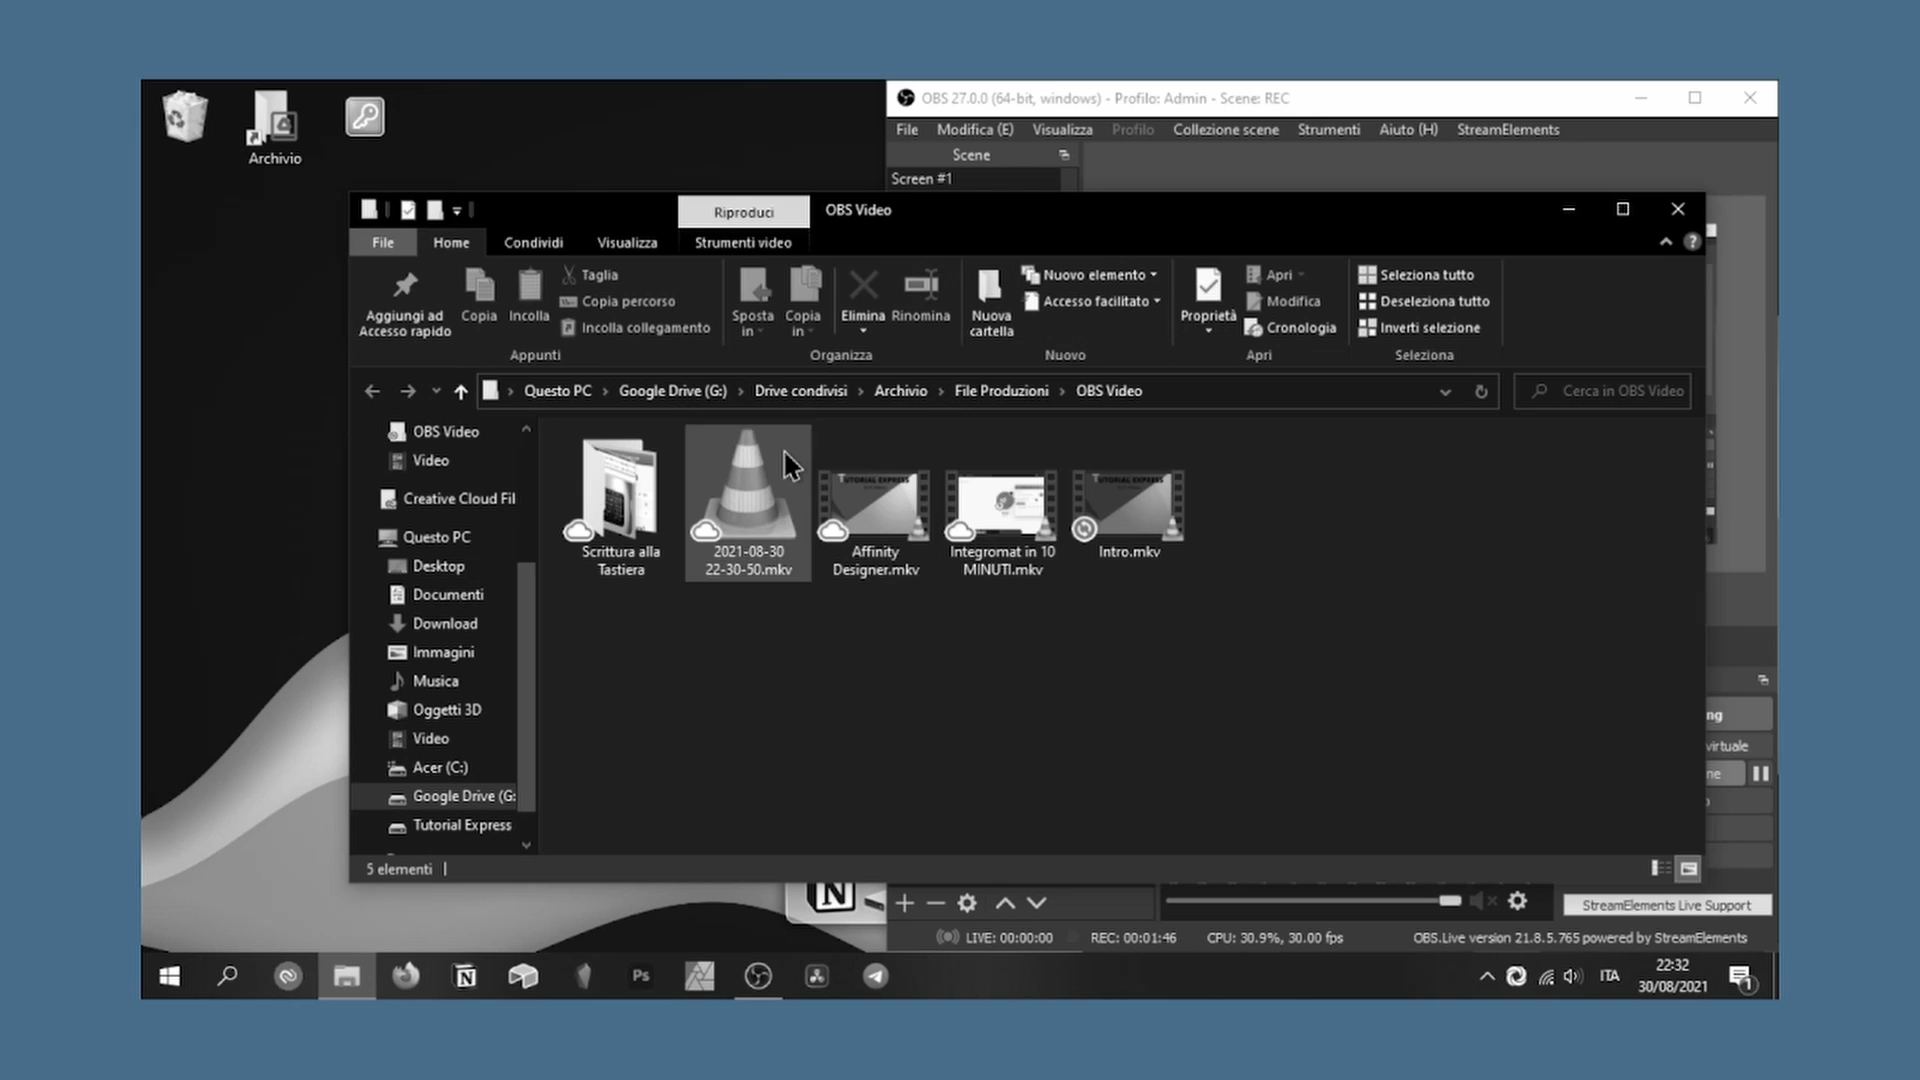 Archivio
OBS 27.0.0 (64-bit, windows) - Profilo: Admin - Scene: REC
File Modifica (E) Visualizza Profilo Collezione scene Strumenti Aiuto (H) StreamElements
Scene
Screen #1
Riproduci OBS Video
File Home Condividi Visualizza Strumenti video
Aggiungi ad Accesso rapido
Copia
Incolla
Taglia
Copia percorso
Incolla collegamento
Appunti
Sposta in
Copia in
Elimina
Rinomina
Organizza
Nuova cartella
Nuovo elemento
Accesso facilitato
Nuovo
Proprietà
Apri
Modifica
Cronologia
Apri
Seleziona tutto
Deseleziona tutto
Inverti selezione
Seleziona
Questo PC > Google Drive (G:) > Drive condivisi > Archivio > File Produzioni > OBS Video
Cerca in OBS Video
OBS Video
Video
Creative Cloud Fil
Questo PC
Desktop
Documenti
Download
Immagini
Musica
Oggetti 3D
Video
Acer (C:)
Google Drive (G:
Tutorial Express
Scrittura alla
Tastiera
2021-08-30
22-30-50.mkv
TUTORIAL EXPRESS
Affinity
Designer.mkv
Integromat in 10
MINUTI.mkv
TUTORIAL EXPRESS
Intro.mkv
ng
virtuale
ne
5 elementi
StreamElements Live Support
LIVE: 00:00:00 REC: 00:01:46 CPU: 30.9%, 30.00 fps OBS.Live version 21.8.5.765 powered by StreamElements
Ps
ITA
22:32
30/08/2021
1